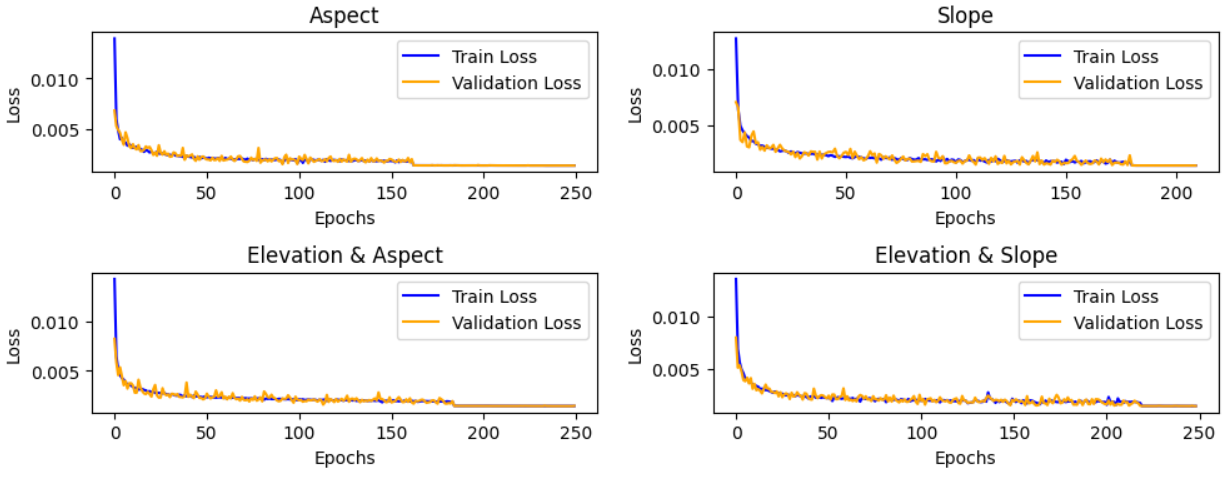 Aspect
Loss
0.010
0.005
Train Loss
Validation Loss
0 50 100 150 200 250
Epochs
Slope
Loss
0.010
0.005
Train Loss
Validation Loss
0 50 100 150 200
Epochs
Elevation & Aspect
Loss
0.010
0.005
Train Loss
Validation Loss
0 50 100 150 200 250
Epochs
Elevation & Slope
Loss
0.010
0.005
Train Loss
Validation Loss
0 50 100 150 200 250
Epochs